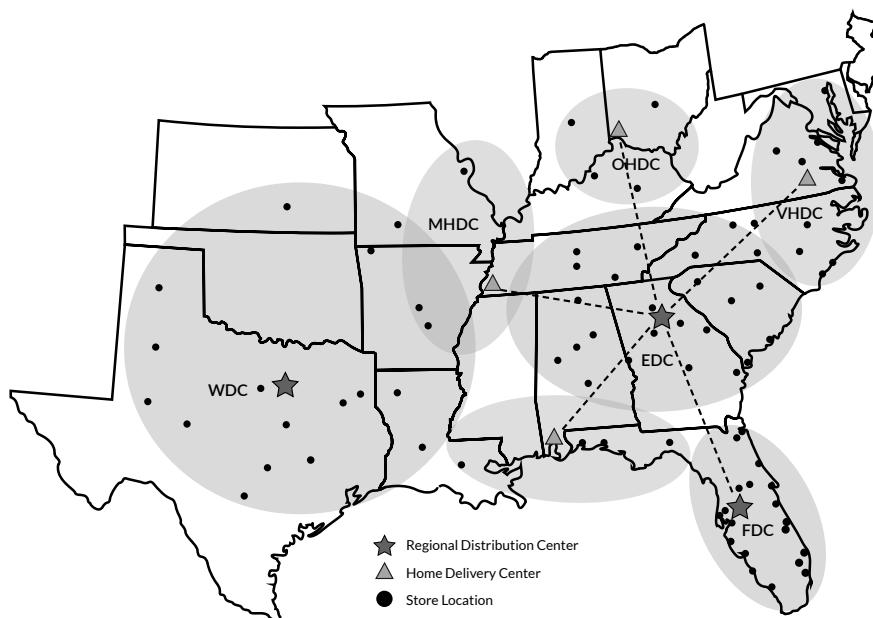 OHDC
MHDC
VHDC
EDC
WDC
FDC
Regional Distribution Center
Home Delivery Center
Store Location